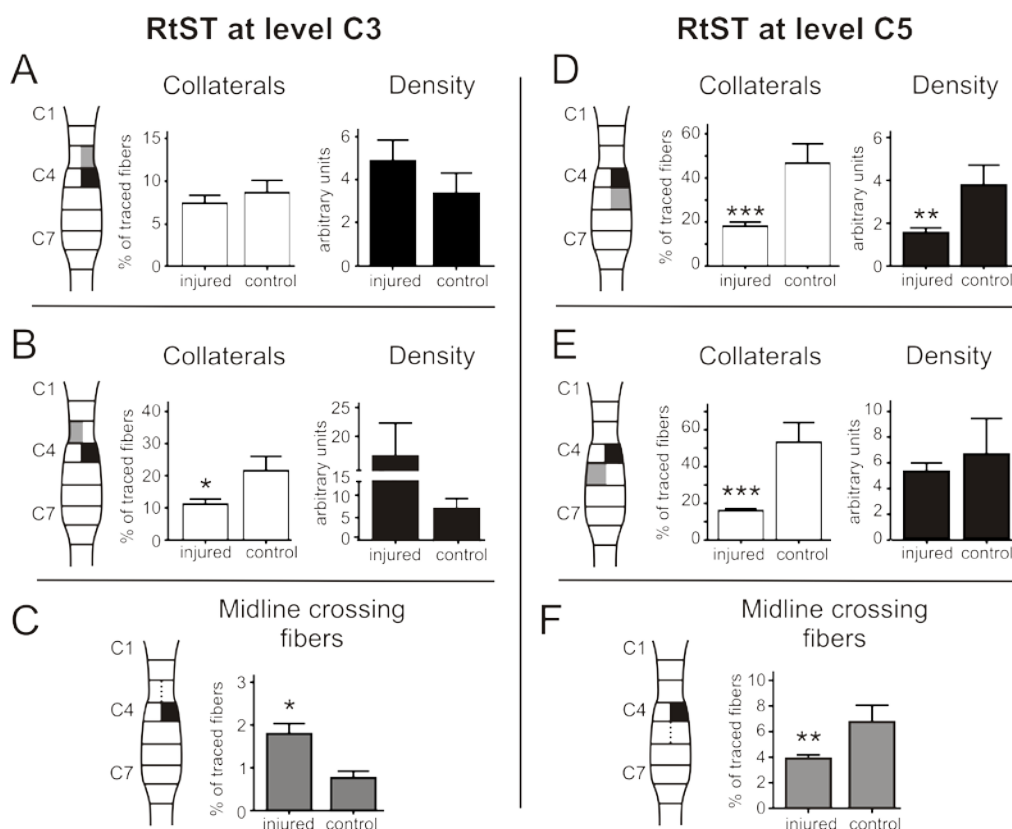 RtST at level C3
A
Collaterals
Density
C1
C4
C7
% of traced fibers
15
10
5
0
injured
control
arbitrary units
6
4
2
0
injured
control
B
Collaterals
Density
C1
C4
C7
% of traced fibers
40
30
20
10
0
*
injured
control
arbitrary units
25
20
15
10
5
0
injured
control
C
Midline crossing
fibers
C1
C4
C7
% of traced fibers
3
2
1
0
*
injured
control
RtST at level C5
D
Collaterals
Density
C1
C4
C7
% of traced fibers
60
40
20
0
***
injured
control
arbitrary units
6
4
2
0
**
injured
control
E
Collaterals
Density
C1
C4
C7
% of traced fibers
60
40
20
0
***
injured
control
arbitrary units
10
8
6
4
2
0
injured
control
F
Midline crossing
fibers
C1
C4
C7
% of traced fibers
10
8
6
4
2
0
**
injured
control